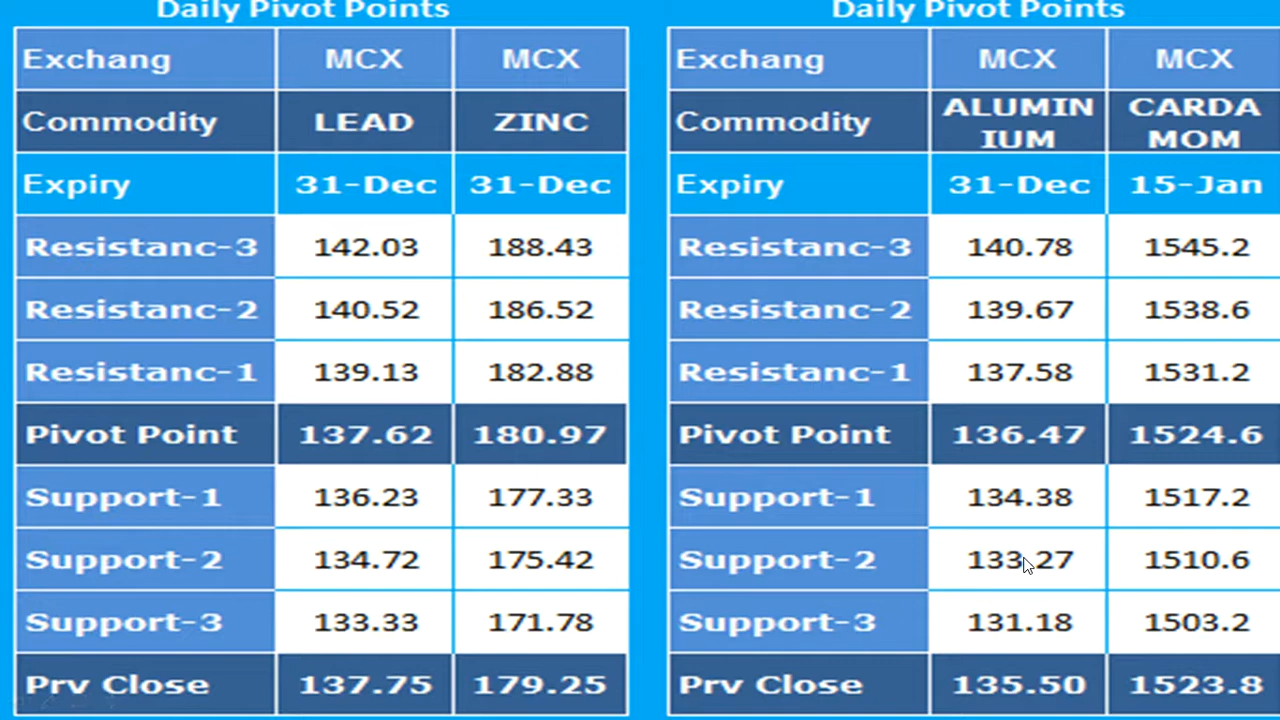 Daily Pivot Points
Exchang MCX MCX
Commodity LEAD ZINC
Expiry 31-Dec 31-Dec
Resistanc-3 142.03 188.43
Resistanc-2 140.52 186.52
Resistanc-1 139.13 182.88
Pivot Point 137.62 180.97
Support-1 136.23 177.33
Support-2 134.72 175.42
Support-3 133.33 171.78
Prv Close 137.75 179.25
Daily Pivot Points
Exchang MCX MCX
Commodity ALUMIN IUM CARDA MOM
Expiry 31-Dec 15-Jan
Resistanc-3 140.78 1545.2
Resistanc-2 139.67 1538.6
Resistanc-1 137.58 1531.2
Pivot Point 136.47 1524.6
Support-1 134.38 1517.2
Support-2 133.27 1510.6
Support-3 131.18 1503.2
Prv Close 135.50 1523.8